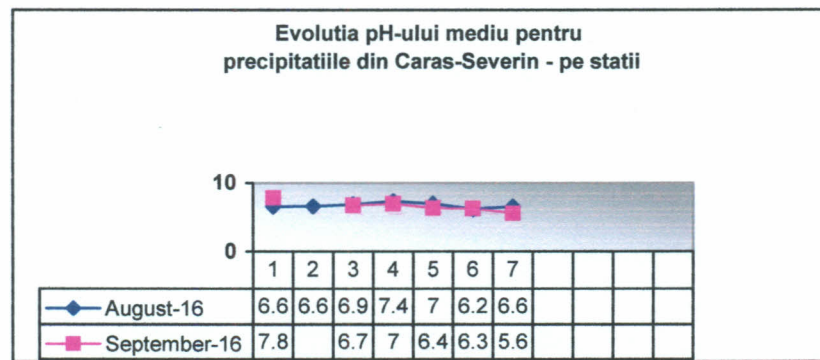 Evolutia pH-ului mediu pentru
precipitatiile din Caras-Severin - pe statii
10
0
1 2 3 4 5 6 7
August-16 6.6 6.6 6.9 7.4 7 6.2 6.6
September-16 7.8 6.7 7 6.4 6.3 5.6